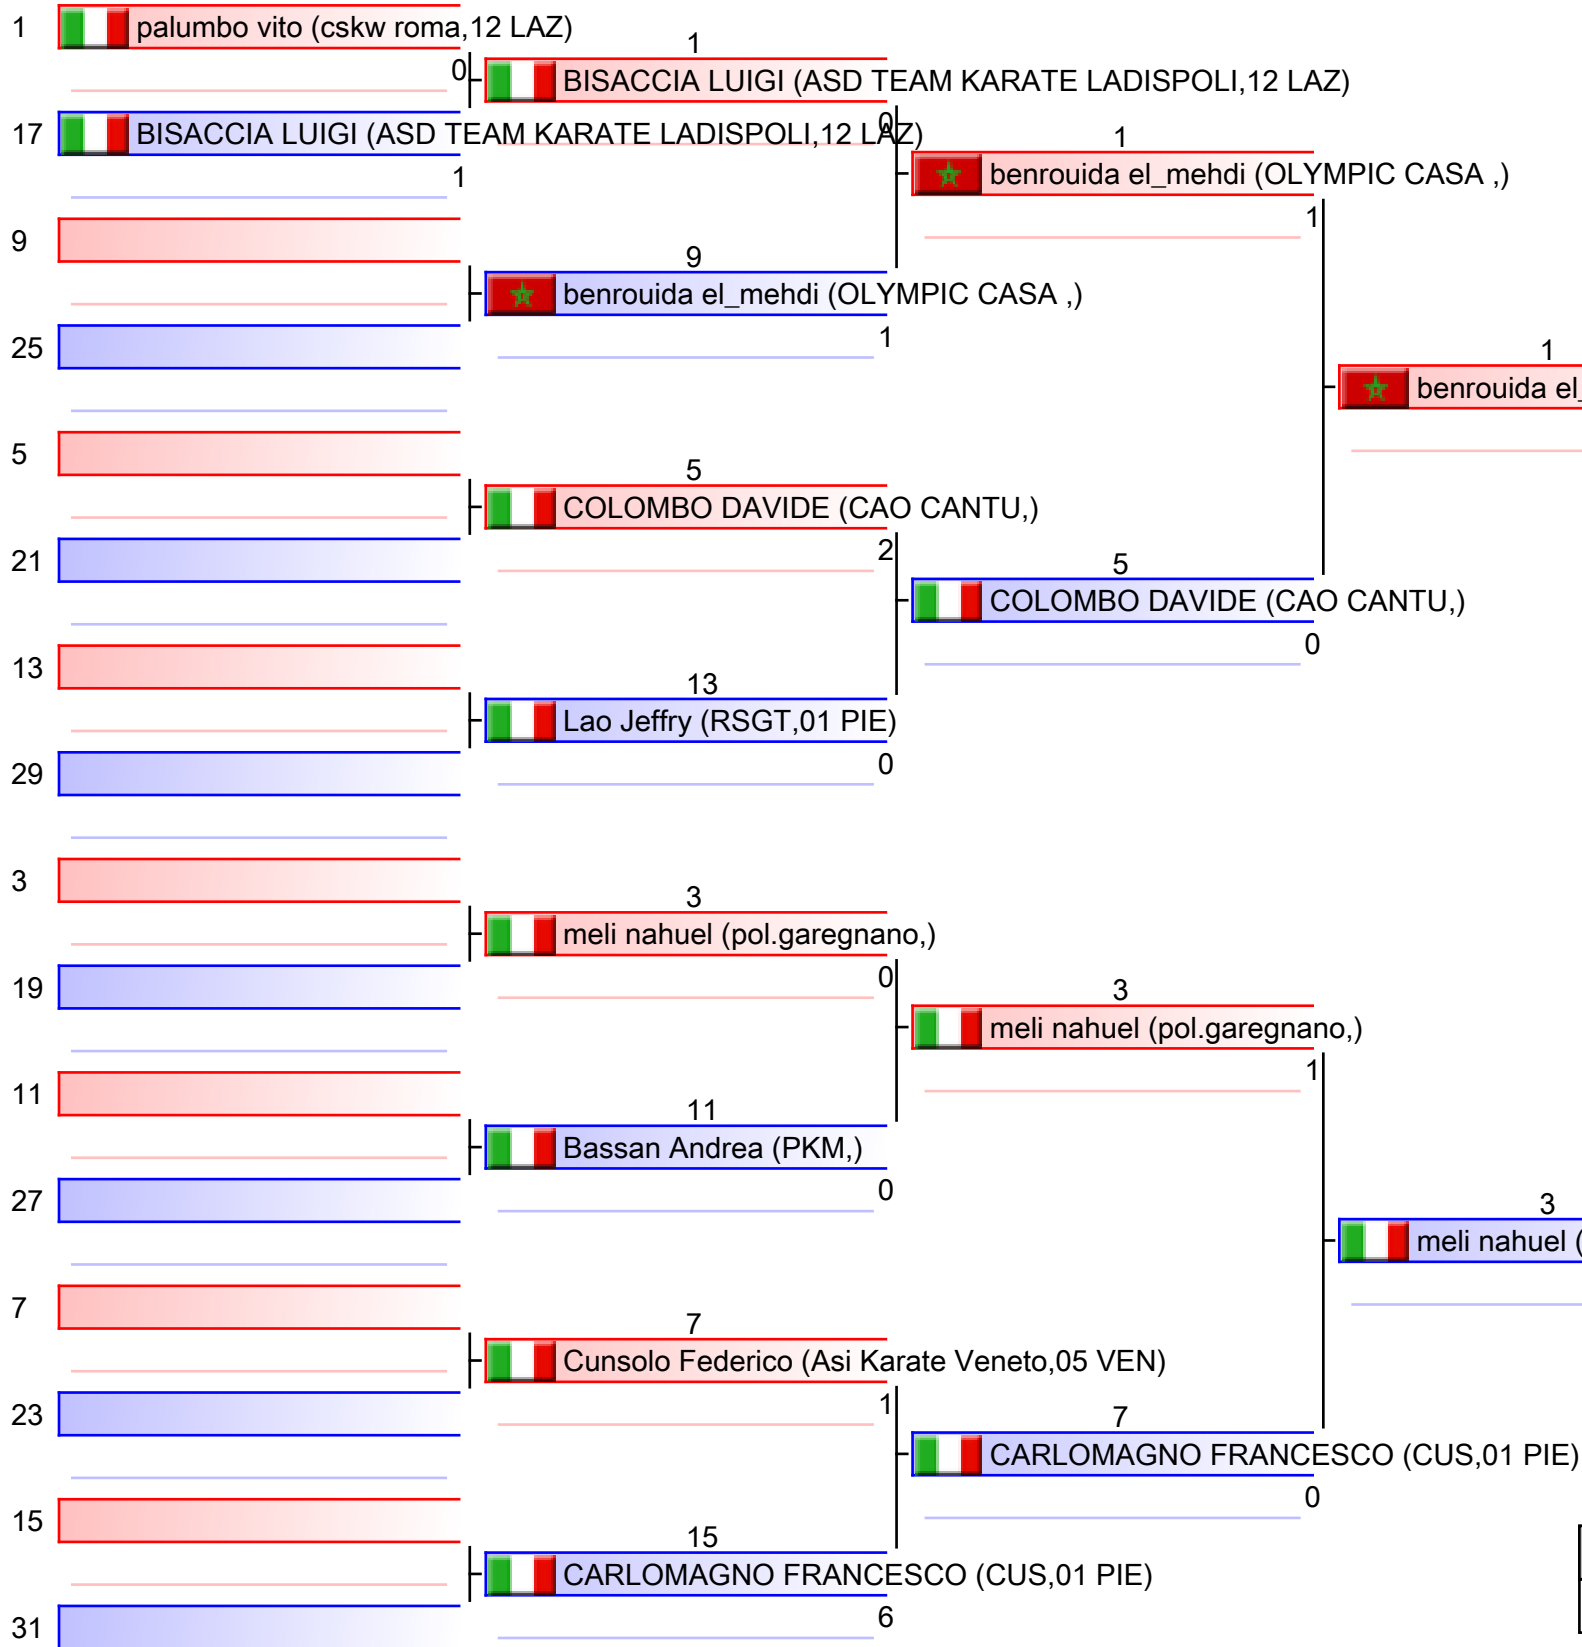 1
palumbo vito (cskw roma,12 LAZ)
0
1
BISACCIA LUIGI (ASD TEAM KARATE LADISPOLI,12 LAZ)
0
17
BISACCIA LUIGI (ASD TEAM KARATE LADISPOLI,12 LAZ)
1
1
benrouida el_mehdi (OLYMPIC CASA ,)
1
9
9
benrouida el_mehdi (OLYMPIC CASA ,)
1
25
1
benrouida el_
5
5
COLOMBO DAVIDE (CAO CANTU,)
2
21
5
COLOMBO DAVIDE (CAO CANTU,)
0
13
13
Lao Jeffry (RSGT,01 PIE)
0
29
3
3
meli nahuel (pol.garegnano,)
0
19
3
meli nahuel (pol.garegnano,)
1
11
11
Bassan Andrea (PKM,)
0
27
3
meli nahuel (
7
7
Cunsolo Federico (Asi Karate Veneto,05 VEN)
1
23
7
CARLOMAGNO FRANCESCO (CUS,01 PIE)
0
15
15
CARLOMAGNO FRANCESCO (CUS,01 PIE)
6
31